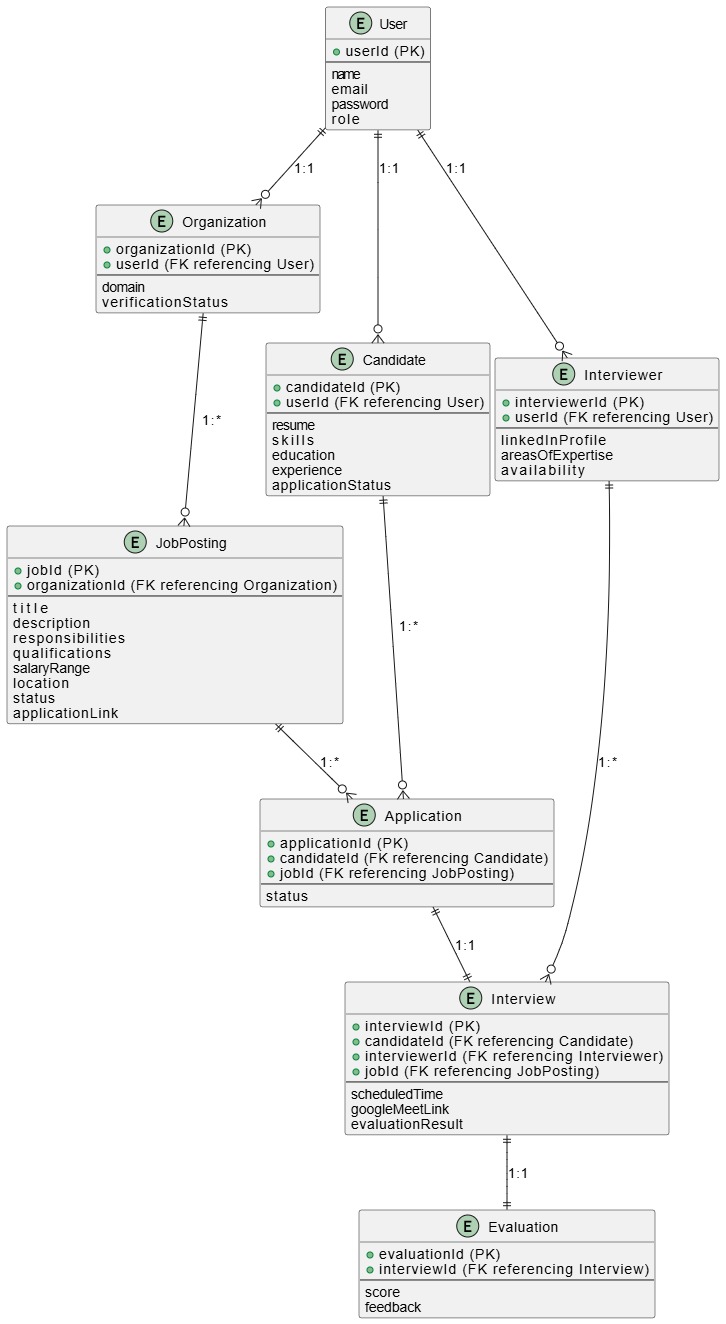 E User
userId (PK)
name
email
password
role
1:1
1:1
1:1
E Organization
organizationId (PK)
userId (FK referencing User)
domain
verificationStatus
E Candidate
candidateId (PK)
userId (FK referencing User)
resume
skills
education
experience
applicationStatus
E Interviewer
interviewerId (PK)
userId (FK referencing User)
linkedInProfile
areasOfExpertise
availability
1:*
E JobPosting
jobId (PK)
organizationId (FK referencing Organization)
title
description
responsibilities
qualifications
salaryRange
location
status
applicationLink
1:*
1:*
1:*
E Application
applicationId (PK)
candidateId (FK referencing Candidate)
jobId (FK referencing JobPosting)
status
1:1
E Interview
interviewId (PK)
candidateId (FK referencing Candidate)
interviewerId (FK referencing Interviewer)
jobId (FK referencing JobPosting)
scheduledTime
googleMeetLink
evaluationResult
1:1
E Evaluation
evaluationId (PK)
interviewId (FK referencing Interview)
score
feedback